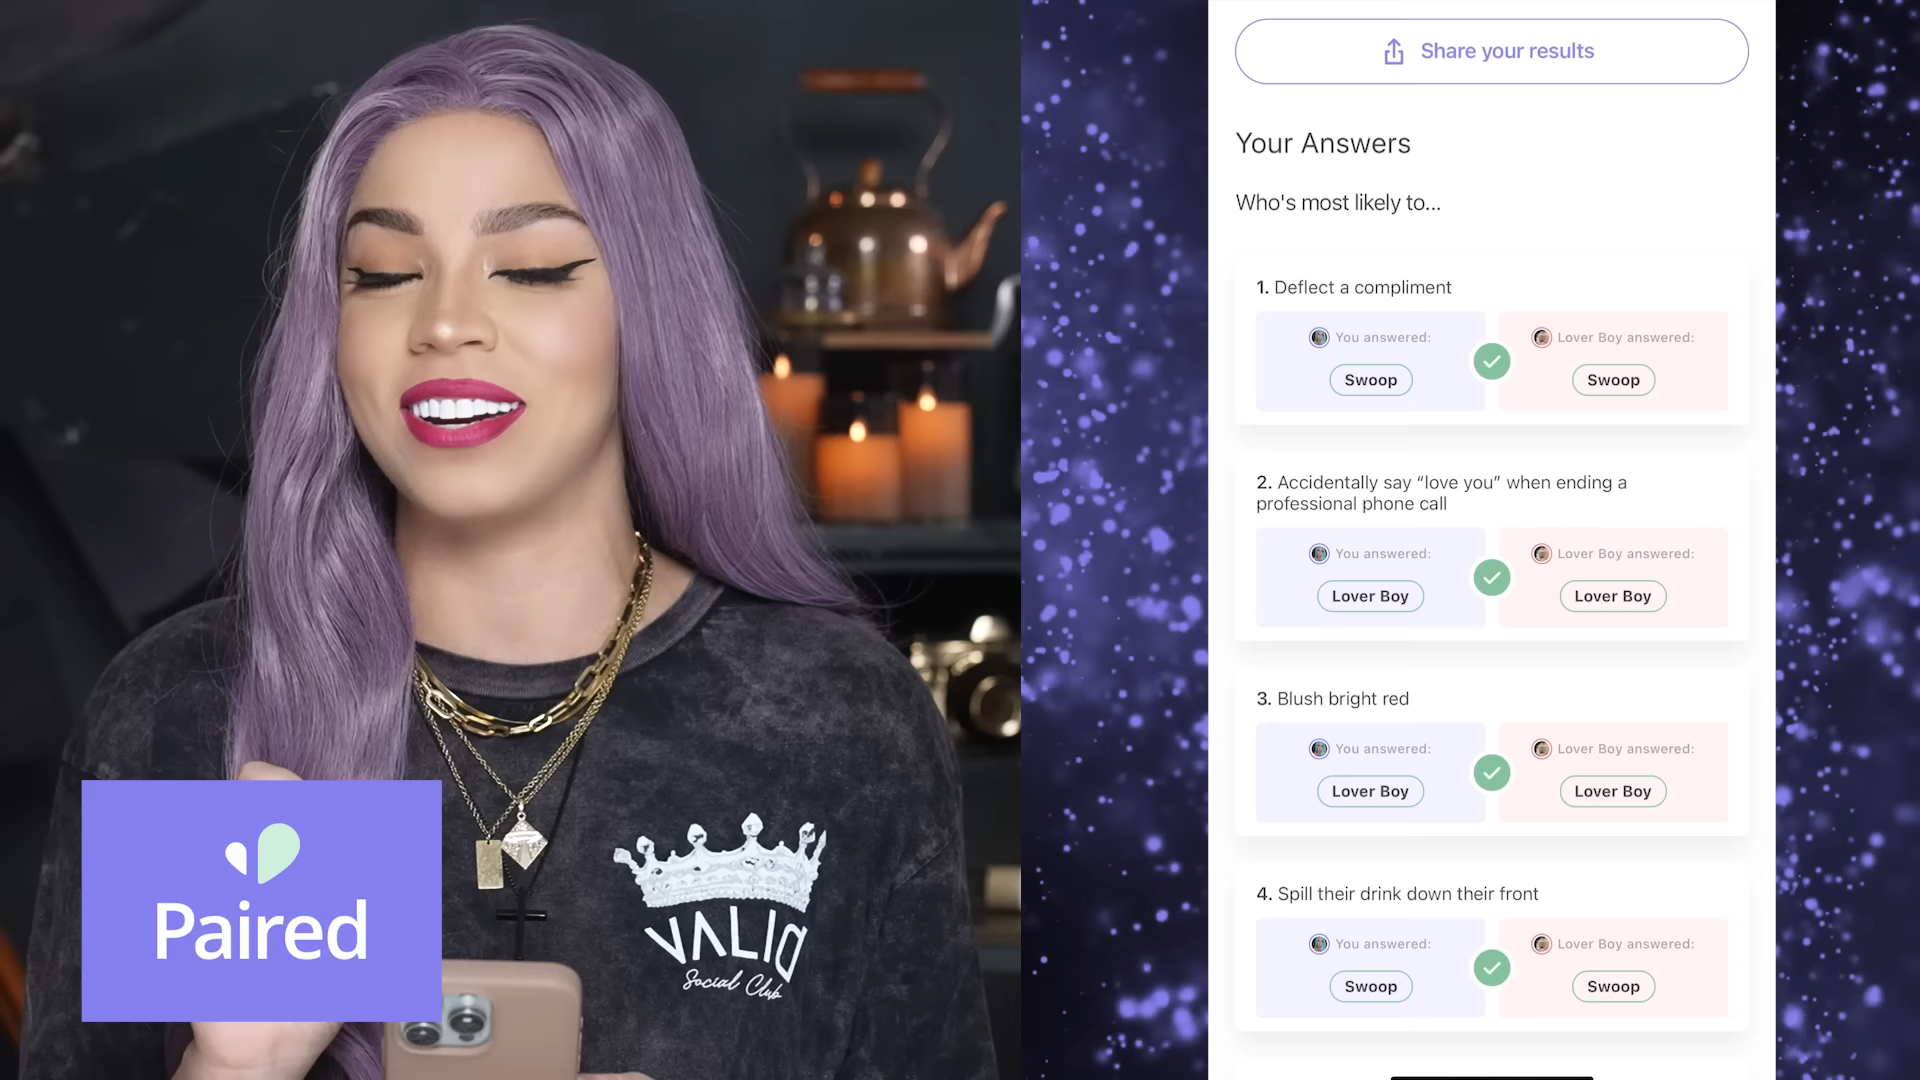 Paired
VALID
Social Club
Share your results
Your Answers
Who's most likely to...
1. Deflect a compliment
You answered:
Lover Boy answered:
Swoop
Swoop
2. Accidentally say “love you” when ending a
professional phone call
You answered:
Lover Boy answered:
Lover Boy
Lover Boy
3. Blush bright red
You answered:
Lover Boy answered:
Lover Boy
Lover Boy
4. Spill their drink down their front
You answered:
Lover Boy answered:
Swoop
Swoop